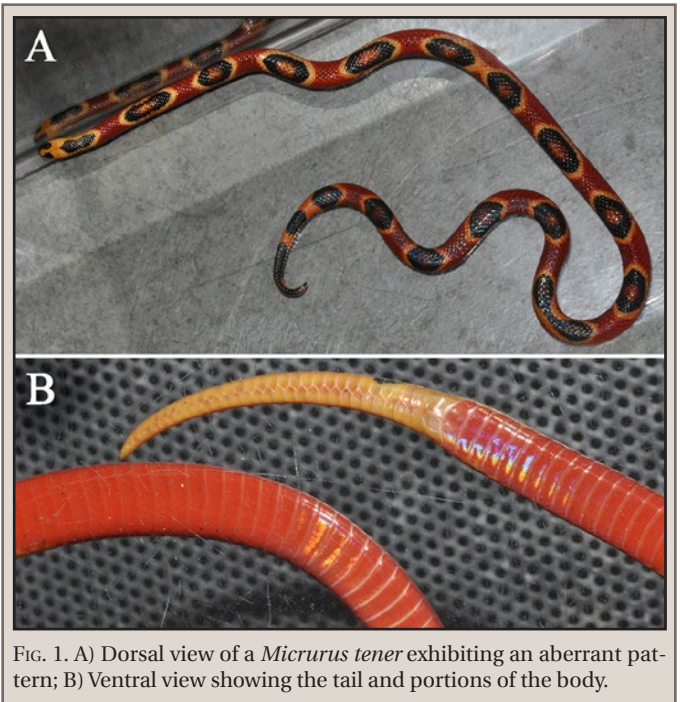 A
B
FIG. 1. A) Dorsal view of a Micrurus tener exhibiting an aberrant pat-
tern; B) Ventral view showing the tail and portions of the body.